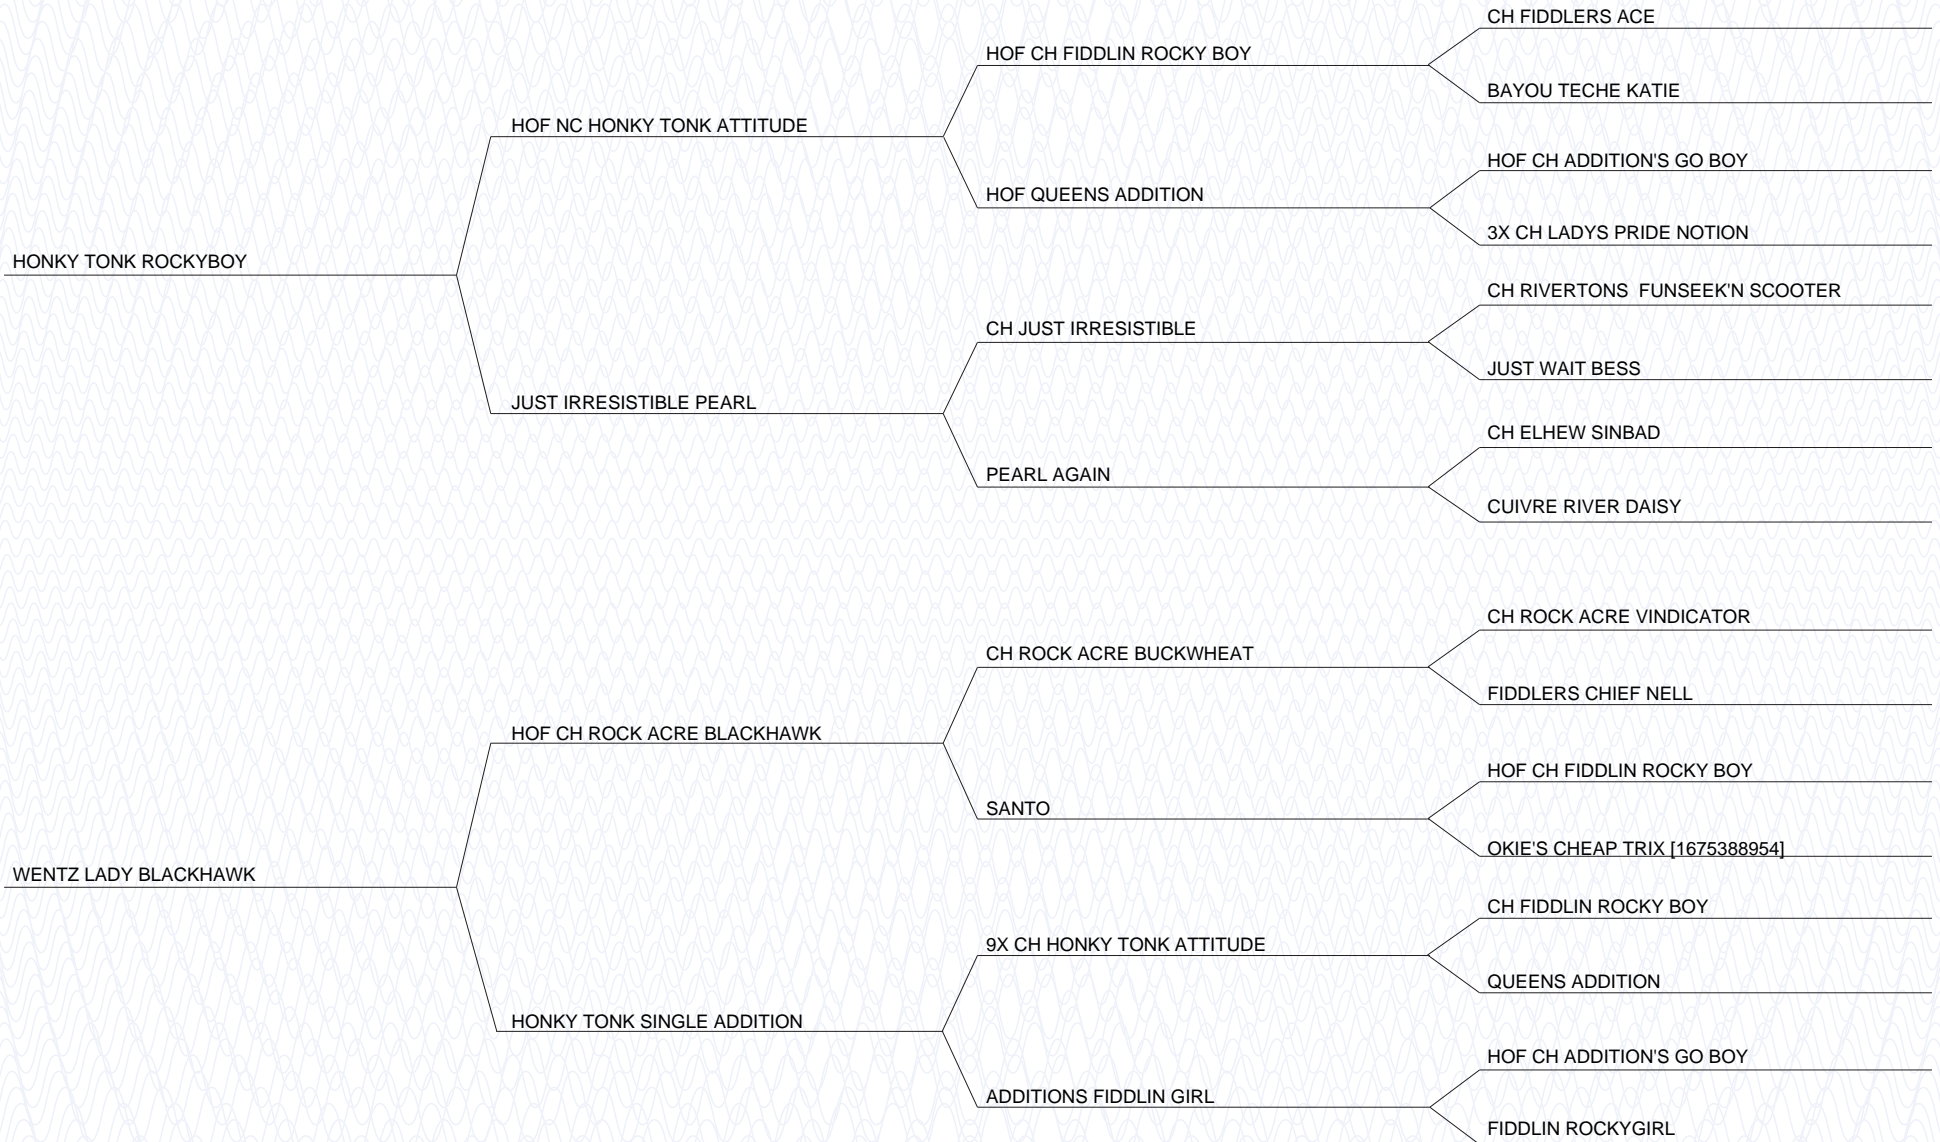 CH FIDDLERS ACE
HOF CH FIDDLIN ROCKY BOY
BAYOU TECHE KATIE
HOF NC HONKY TONK ATTITUDE
HOF CH ADDITION'S GO BOY
HOF QUEENS ADDITION
3X CH LADYS PRIDE NOTION
HONKY TONK ROCKYBOY
CH RIVERTONS  FUNSEEK'N SCOOTER
CH JUST IRRESISTIBLE
JUST WAIT BESS
JUST IRRESISTIBLE PEARL
CH ELHEW SINBAD
PEARL AGAIN
CUIVRE RIVER DAISY
CH ROCK ACRE VINDICATOR
CH ROCK ACRE BUCKWHEAT
FIDDLERS CHIEF NELL
HOF CH ROCK ACRE BLACKHAWK
HOF CH FIDDLIN ROCKY BOY
SANTO
OKIE'S CHEAP TRIX [1675388954]
WENTZ LADY BLACKHAWK
CH FIDDLIN ROCKY BOY
9X CH HONKY TONK ATTITUDE
QUEENS ADDITION
HONKY TONK SINGLE ADDITION
HOF CH ADDITION'S GO BOY
ADDITIONS FIDDLIN GIRL
FIDDLIN ROCKYGIRL